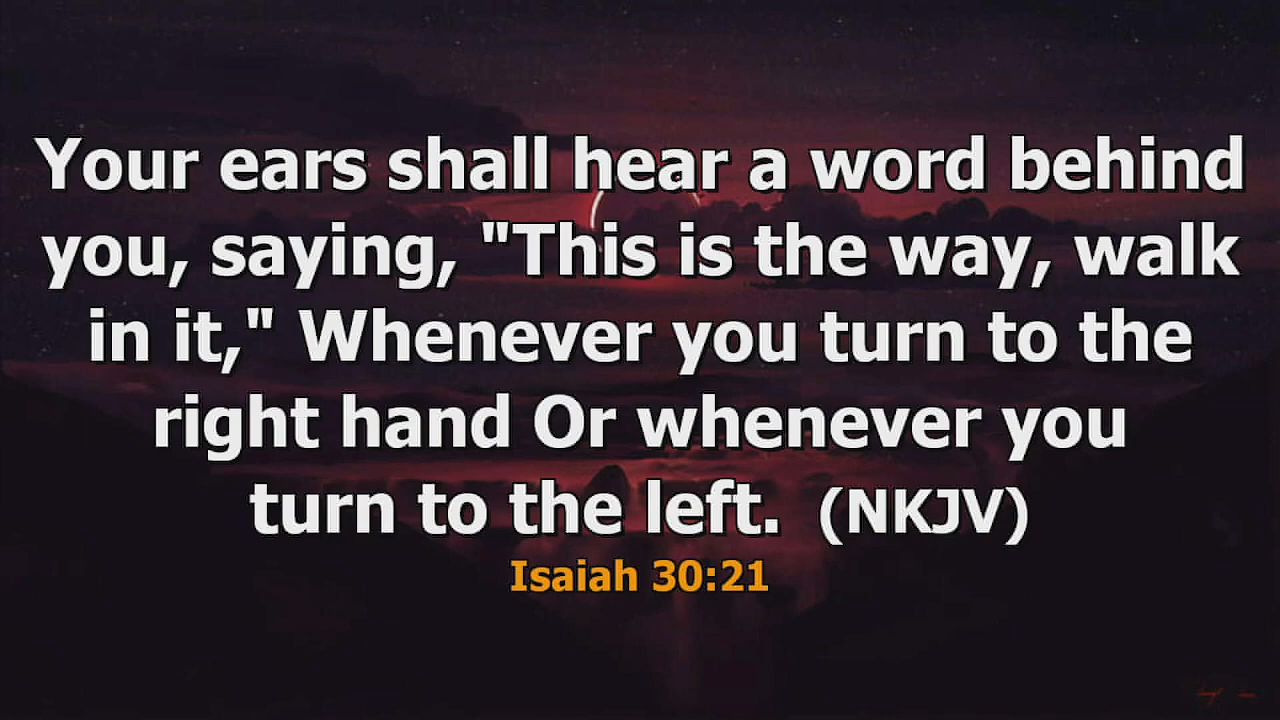 Your ears shall hear a word behind
you, saying, "This is the way, walk
in it," Whenever you turn to the
right hand Or whenever you
turn to the left. (NKJV)
Isaiah 30:21